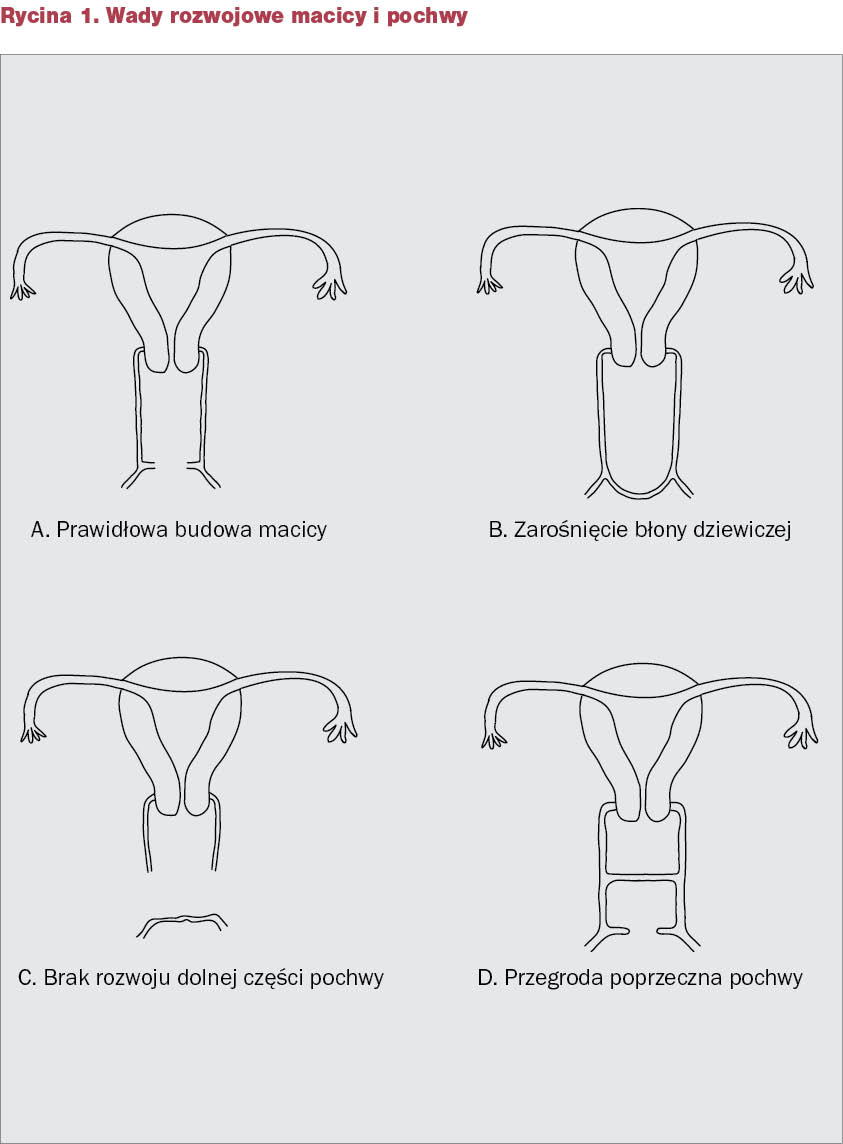 Rycina 1. Wady rozwojowe macicy i pochwy
A. Prawidłowa budowa macicy
B. Zarośnięcie błony dziewiczej
C. Brak rozwoju dolnej części pochwy
D. Przegroda poprzeczna pochwy